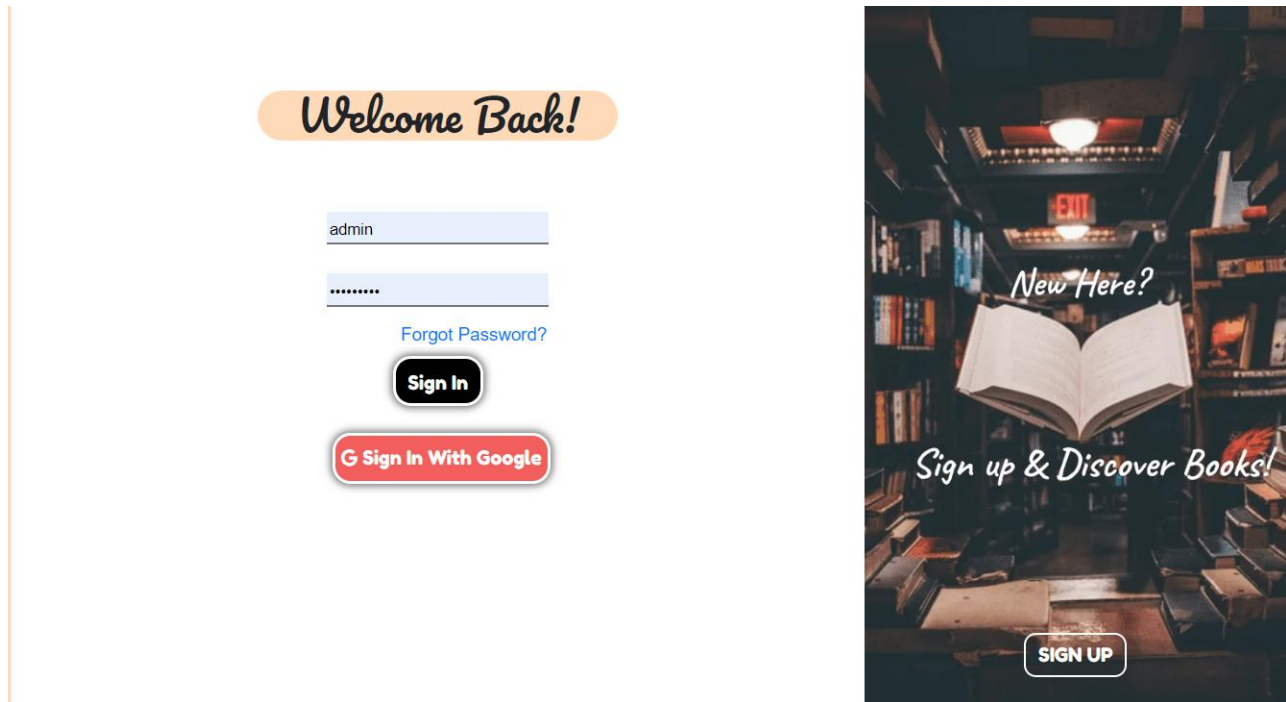 Welcome Back!
admin
•••••••••
Forgot Password?
Sign In
G Sign In With Google
EXIT
New Here?
Sign up & Discover Books!
SIGN UP